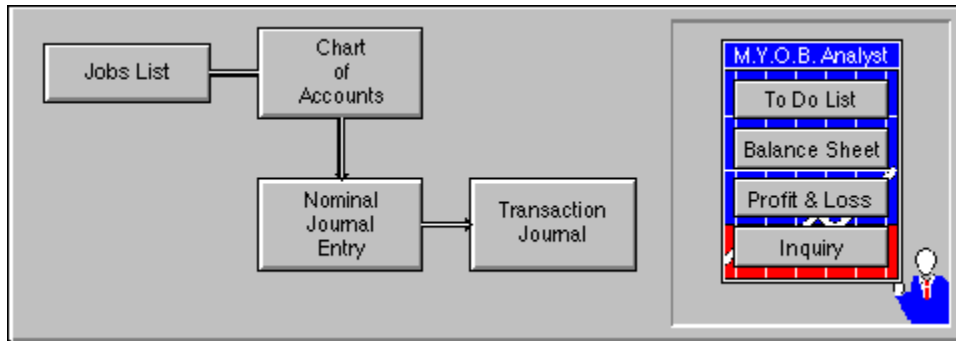 Jobs List
Chart
of
Accounts
Nominal
Journal
Entry
Transaction
Journal
M.Y.O.B. Analyst
To Do List
Balance Sheet
Profit & Loss
Inquiry